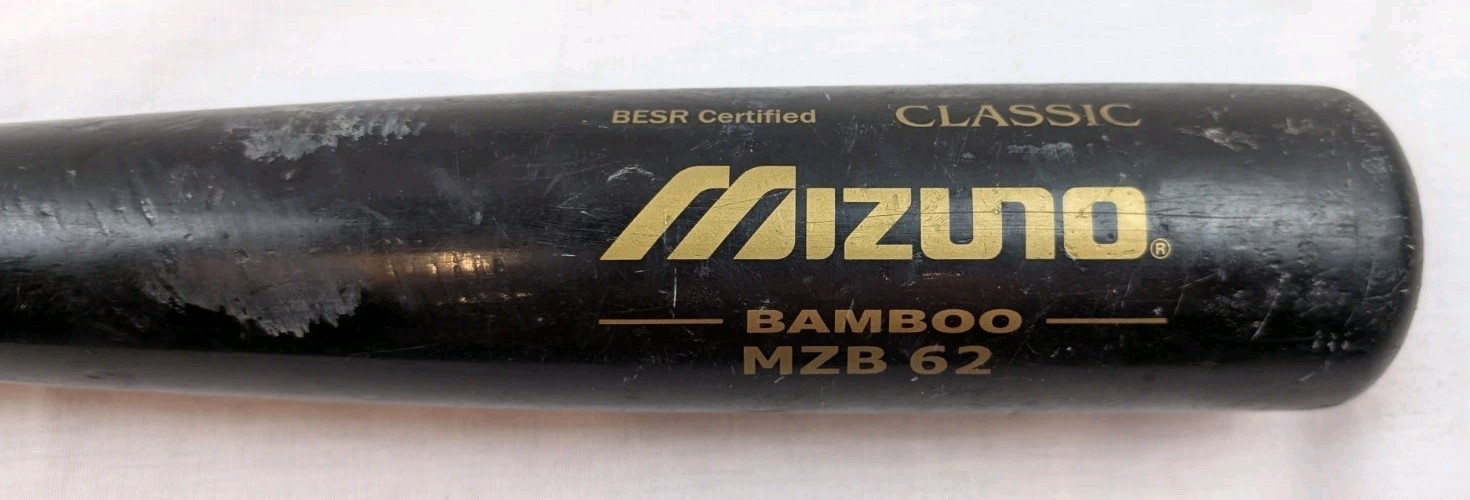 BESR Certified CLASSIC
MIZUNO®
BAMBOO
MZB 62